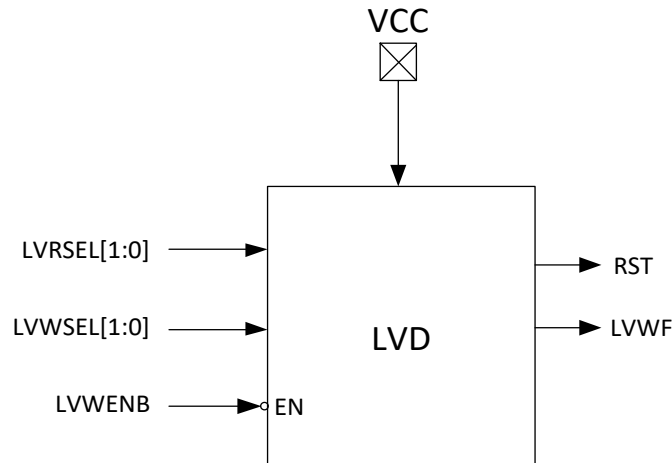 VCC
LVRSEL[1:0]
RST
LVWSEL[1:0]
LVD
LVWF
LVWENB
EN